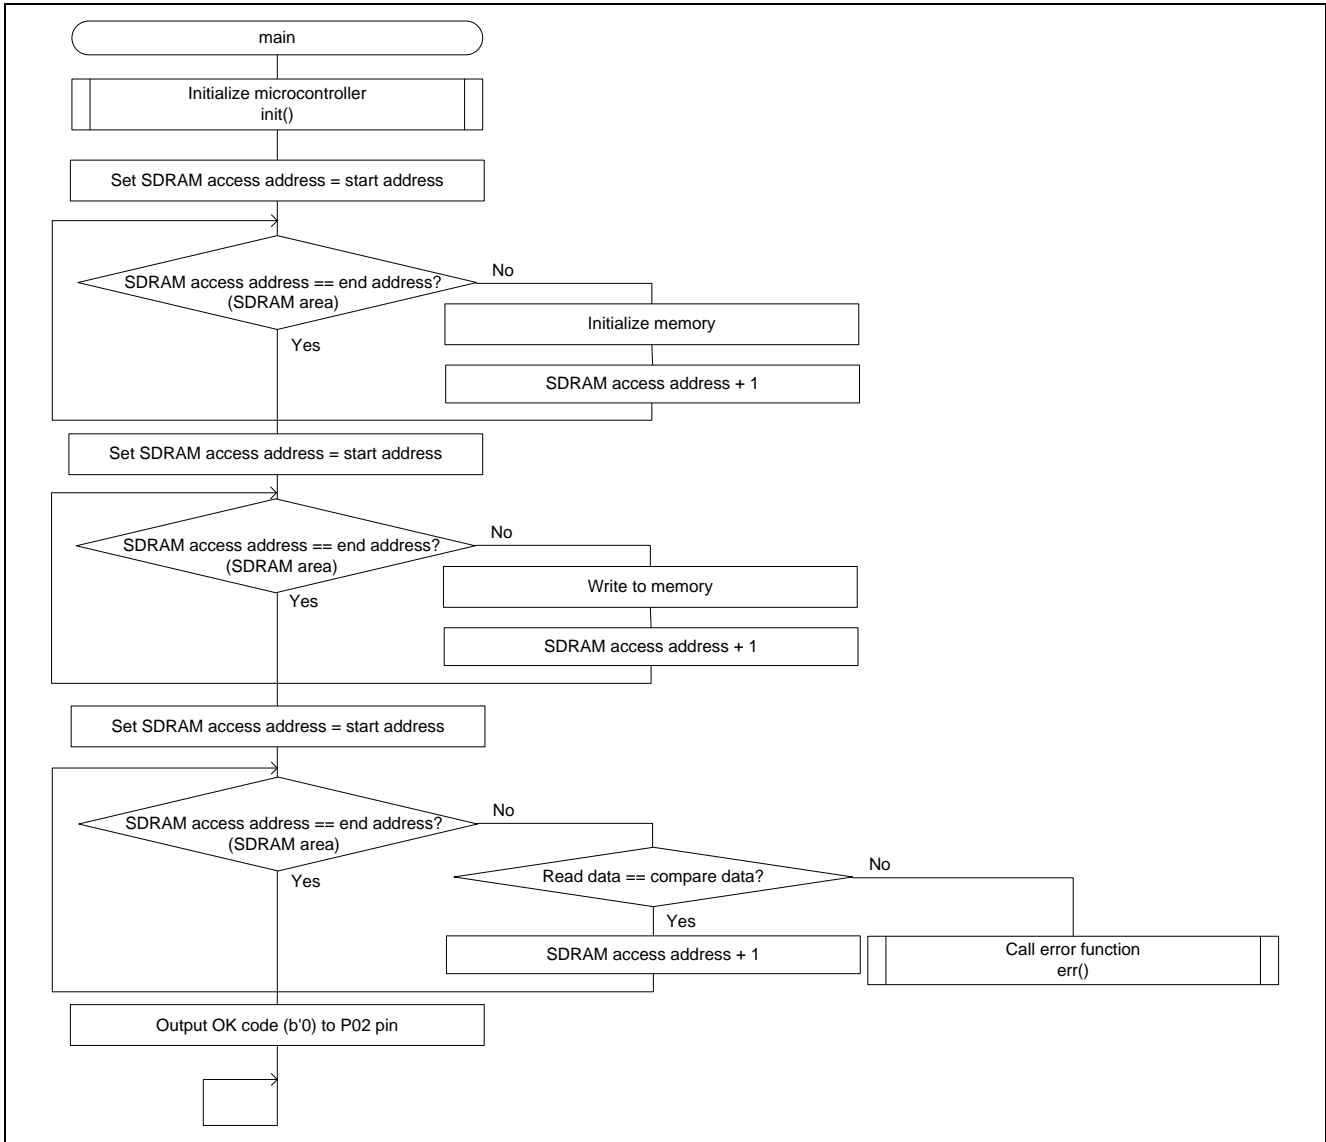 main
Initialize microcontroller
init()
Set SDRAM access address = start address
SDRAM access address == end address?
(SDRAM area)
No
Yes
Initialize memory
SDRAM access address + 1
Set SDRAM access address = start address
SDRAM access address == end address?
(SDRAM area)
No
Yes
Write to memory
SDRAM access address + 1
Set SDRAM access address = start address
SDRAM access address == end address?
(SDRAM area)
No
Yes
Read data == compare data?
No
Yes
SDRAM access address + 1
Call error function
err()
Output OK code (b'0) to P02 pin